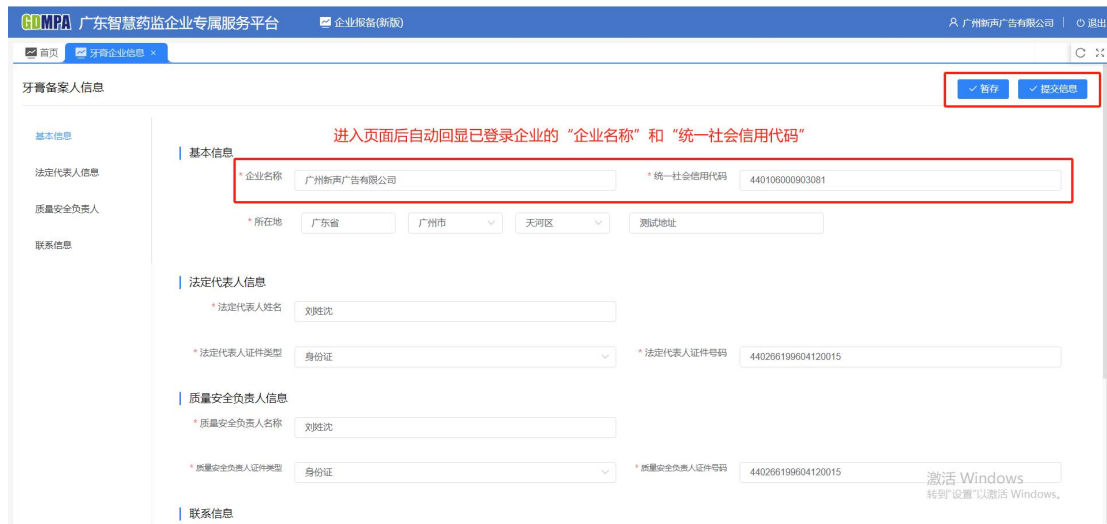 GDMPA 广东智慧药监企业专属服务平台 企业报备(新版) 广州新声广告有限公司 退出
首页 牙膏企业信息 ×
牙膏备案人信息 暂存 提交信息
进入页面后自动回显已登录企业的“企业名称”和“统一社会信用代码”
基本信息
法定代表人信息
质量安全负责人
联系信息
基本信息
* 企业名称 广州新声广告有限公司 * 统一社会信用代码 440106000903081
* 所在地 广东省 广州市 天河区 测试地址
法定代表人信息
* 法定代表人姓名 刘姓沈
* 法定代表人证件类型 身份证 * 法定代表人证件号码 440266199604120015
质量安全负责人信息
* 质量安全负责人名称 刘姓沈
* 质量安全负责人证件类型 身份证 * 质量安全负责人证件号码 440266199604120015
联系信息
激活 Windows
转到"设置"以激活 Windows。